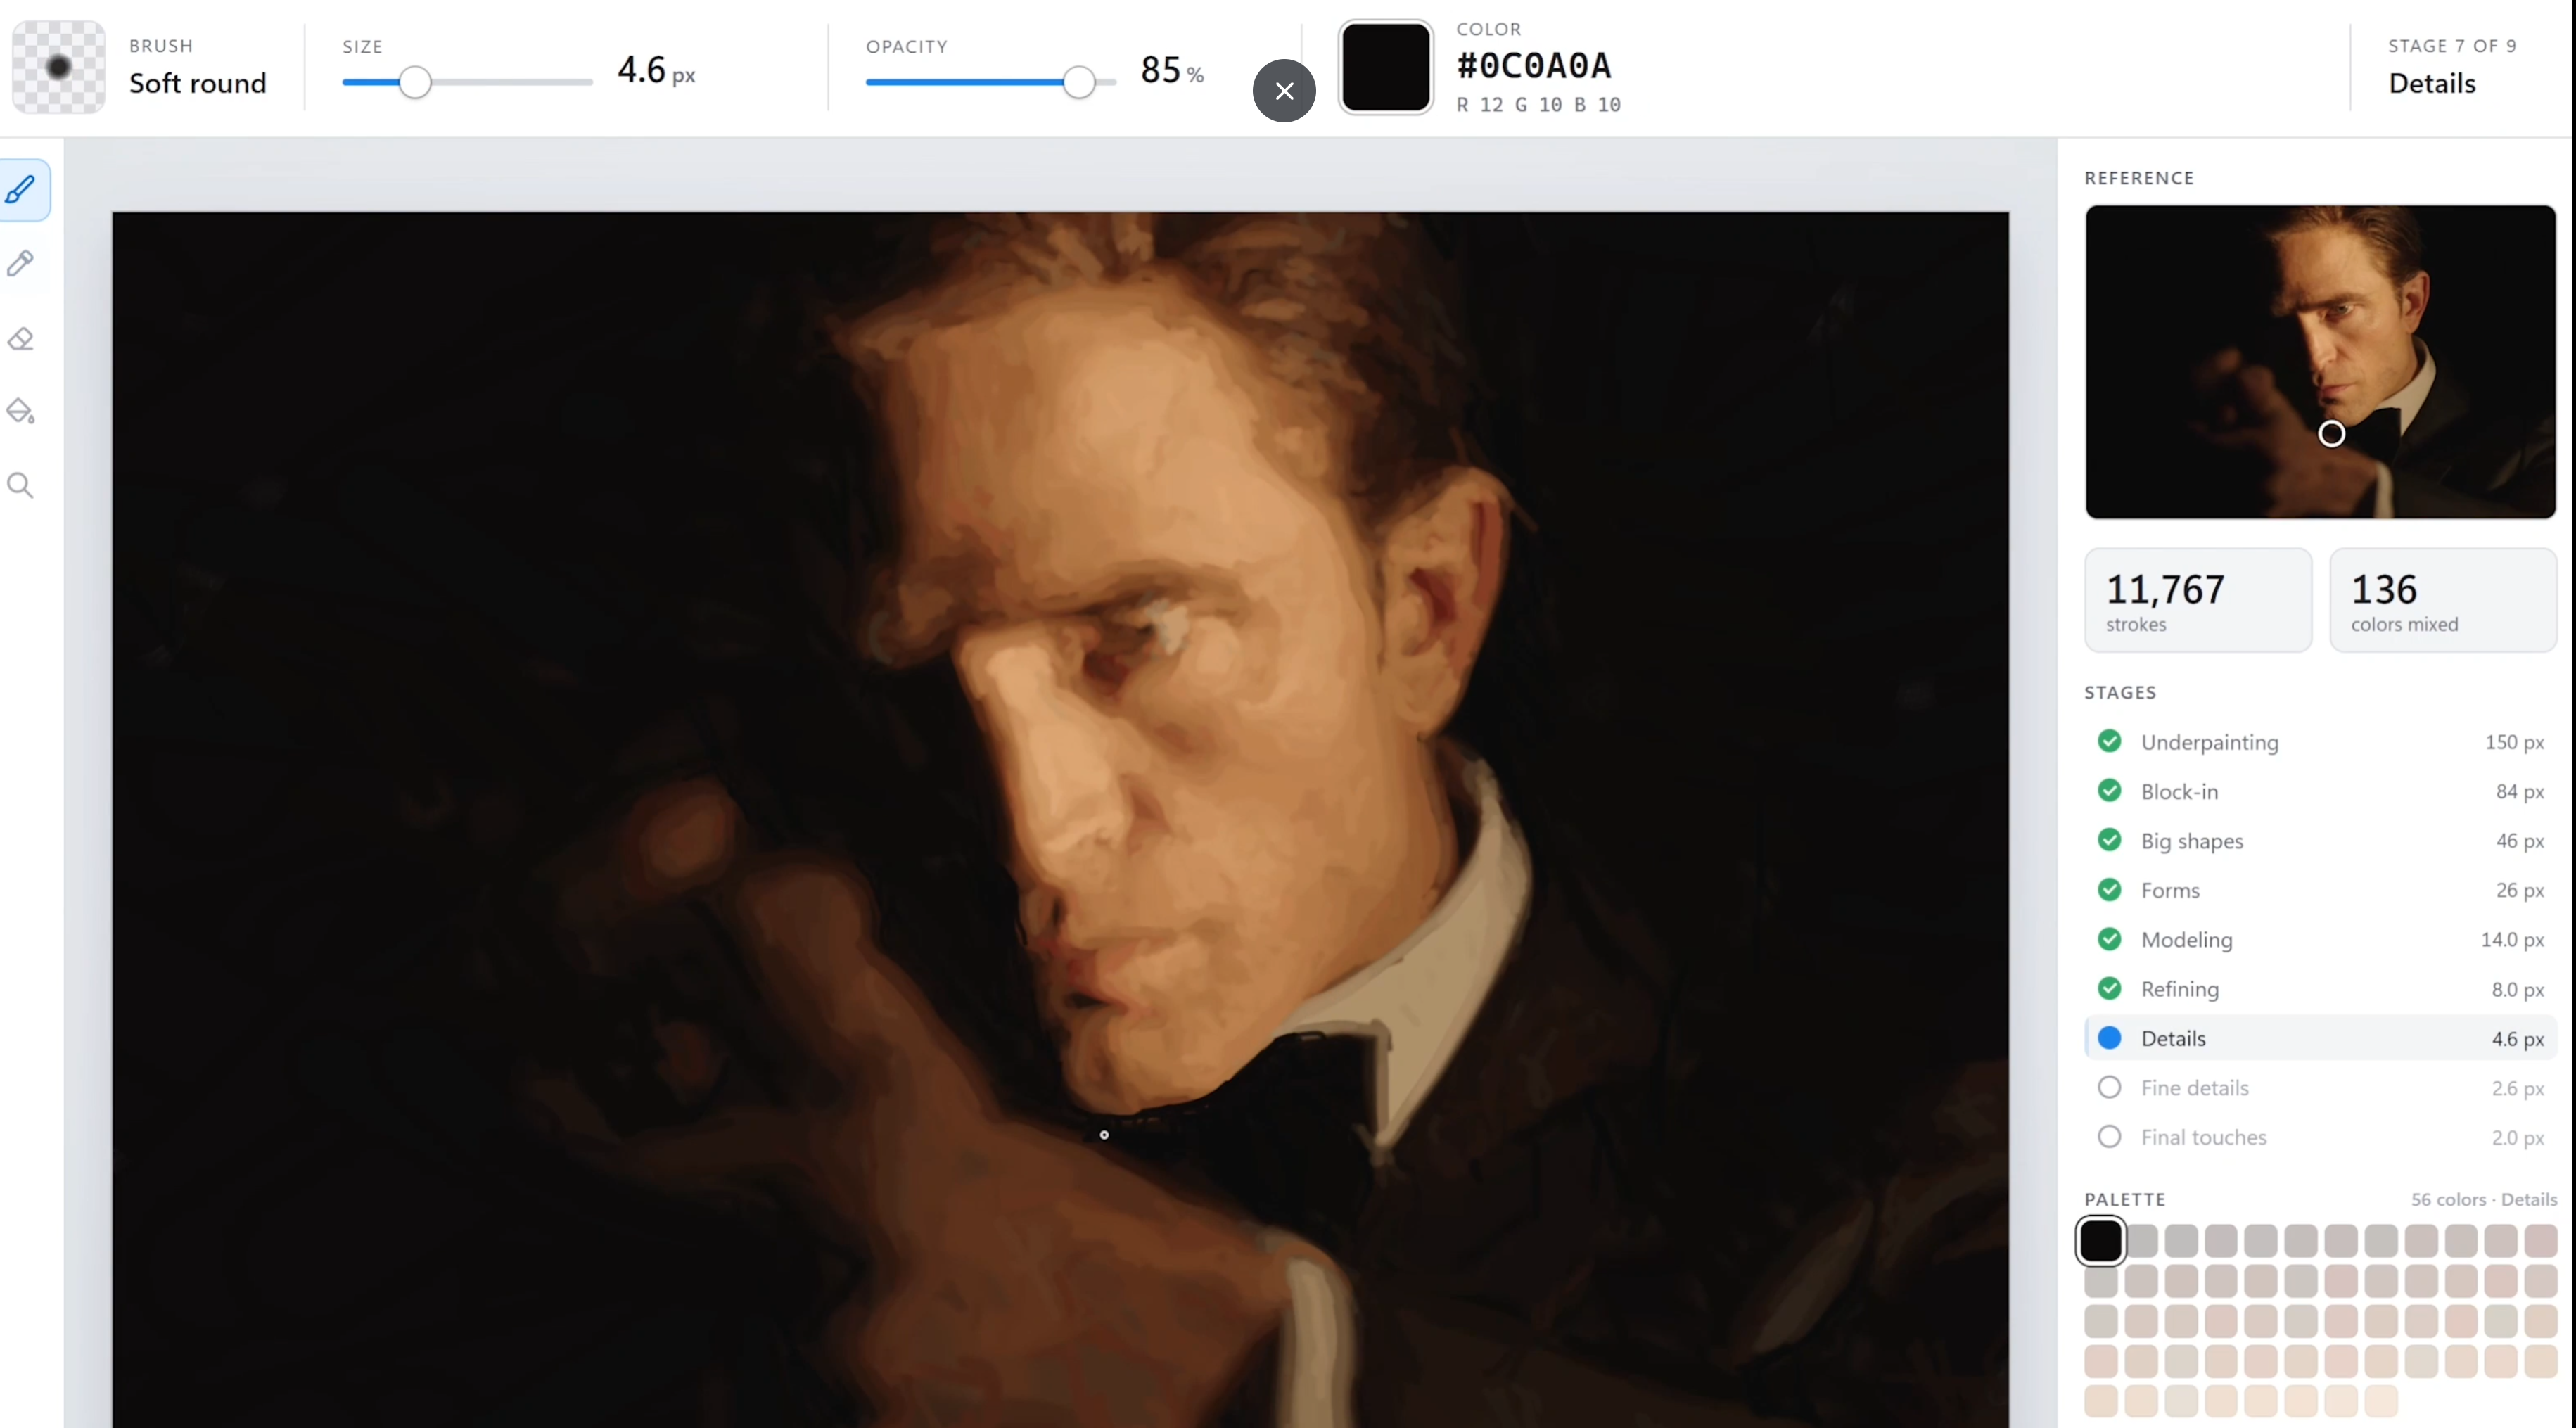 BRUSH
Soft round
SIZE
4.6 px
OPACITY
85 %
COLOR
#0C0A0A
R 12 G 10 B 10
STAGE 7 OF 9
Details
REFERENCE
11,767
strokes
136
colors mixed
STAGES
Underpainting 150 px
Block-in 84 px
Big shapes 46 px
Forms 26 px
Modeling 14.0 px
Refining 8.0 px
Details 4.6 px
Fine details 2.6 px
Final touches 2.0 px
PALETTE 56 colors · Details